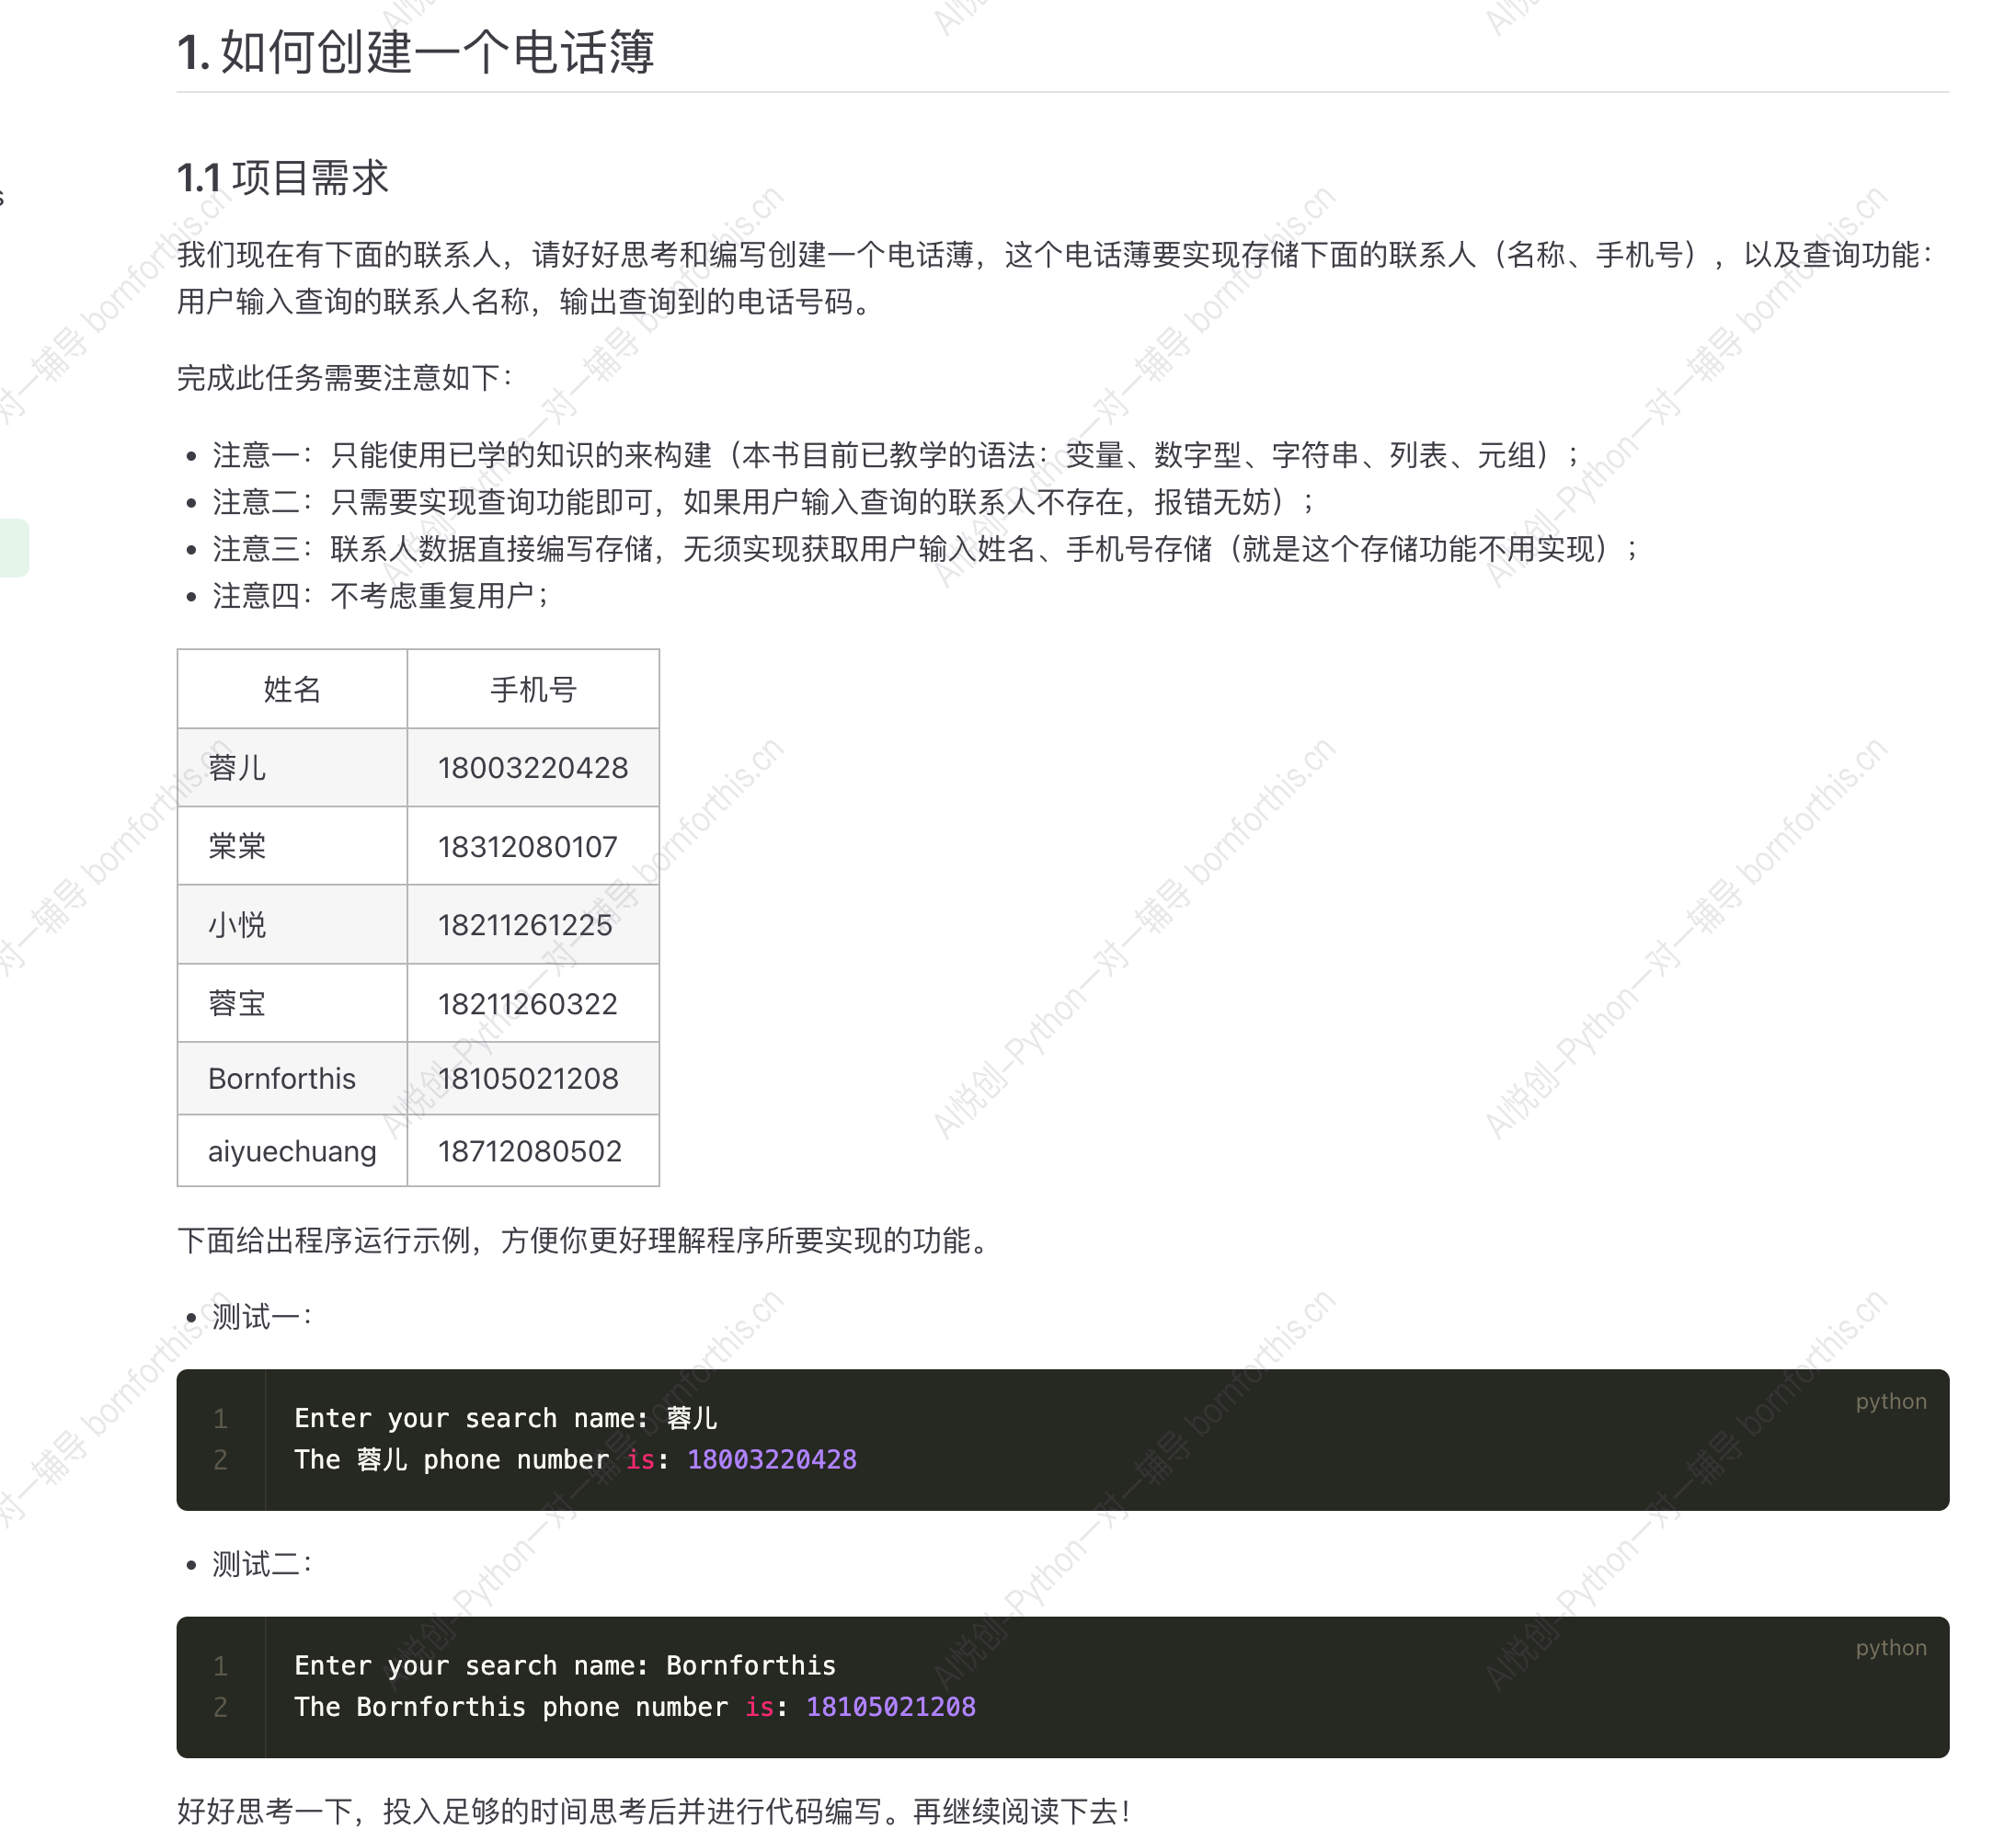 1. 如何创建一个电话簿
1.1 项目需求
我们现在有下面的联系人，请好好思考和编写创建一个电话薄，这个电话薄要实现存储下面的联系人（名称、手机号），以及查询功能：
用户输入查询的联系人名称，输出查询到的电话号码。
完成此任务需要注意如下：
• 注意一：只能使用已学的知识的来构建（本书目前已教学的语法：变量、数字型、字符串、列表、元组）；
• 注意二：只需要实现查询功能即可，如果用户输入查询的联系人不存在，报错无妨）；
• 注意三：联系人数据直接编写存储，无须实现获取用户输入姓名、手机号存储（就是这个存储功能不用实现）；
• 注意四：不考虑重复用户；
姓名 手机号
蓉儿 18003220428
棠棠 18312080107
小悦 18211261225
蓉宝 18211260322
Bornforthis 18105021208
aiyuechuang 18712080502
下面给出程序运行示例，方便你更好理解程序所要实现的功能。
• 测试一：
python
1 Enter your search name: 蓉儿
2 The 蓉儿 phone number is: 18003220428
• 测试二：
python
1 Enter your search name: Bornforthis
2 The Bornforthis phone number is: 18105021208
好好思考一下，投入足够的时间思考后并进行代码编写。再继续阅读下去！
AI悦创-Python一对一辅导 bornforthis.cn